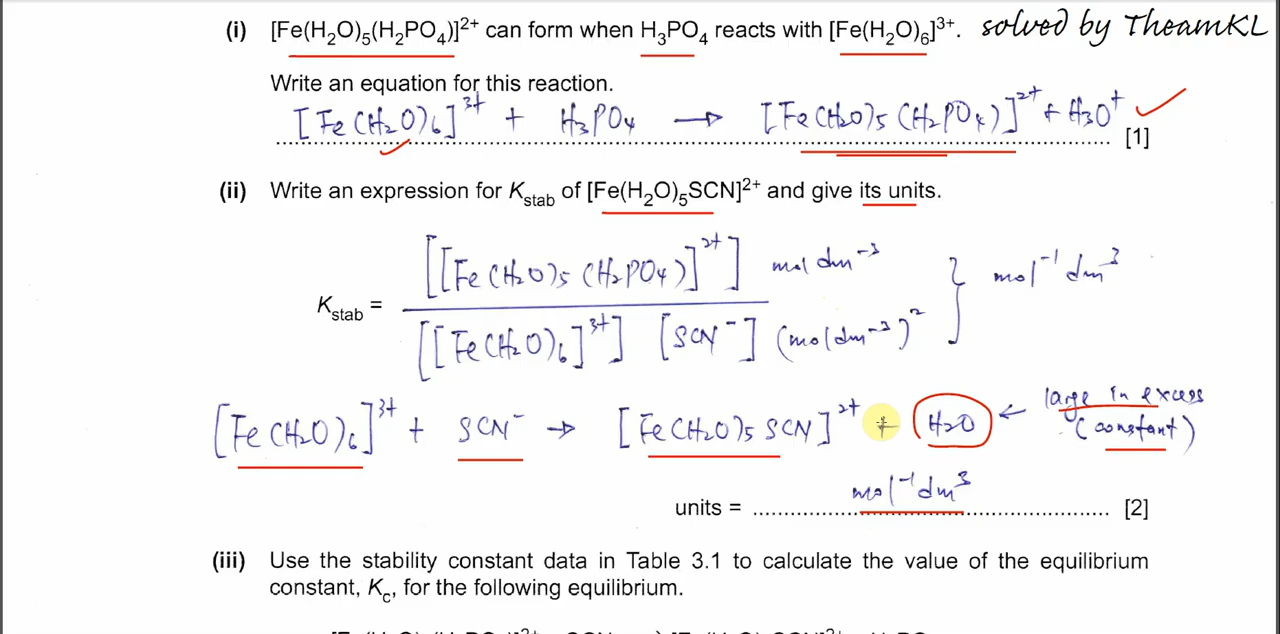 (i) [Fe(H₂O)₅(H₂PO₄)]²⁺ can form when H₃PO₄ reacts with [Fe(H₂O)₆]³⁺. solved by TheamKL
Write an equation for this reaction.
[Fe(H₂O)₆]³⁺ + H₃PO₄ → [Fe(H₂O)₅(H₂PO₄)]²⁺ + H₃O⁺
[1]
(ii) Write an expression for K_stab of [Fe(H₂O)₅SCN]²⁺ and give its units.
[[Fe(H₂O)₅(H₂PO₄)]²⁺] mol dm⁻³
K_stab = } mol⁻¹ dm³
[[Fe(H₂O)₆]³⁺] [SCN⁻] (mol dm⁻³)²
[Fe(H₂O)₆]³⁺ + SCN⁻ → [Fe(H₂O)₅SCN]²⁺ + H₂O ← large in excess
(constant)
units = mol⁻¹ dm³ [2]
(iii) Use the stability constant data in Table 3.1 to calculate the value of the equilibrium
constant, K_c, for the following equilibrium.